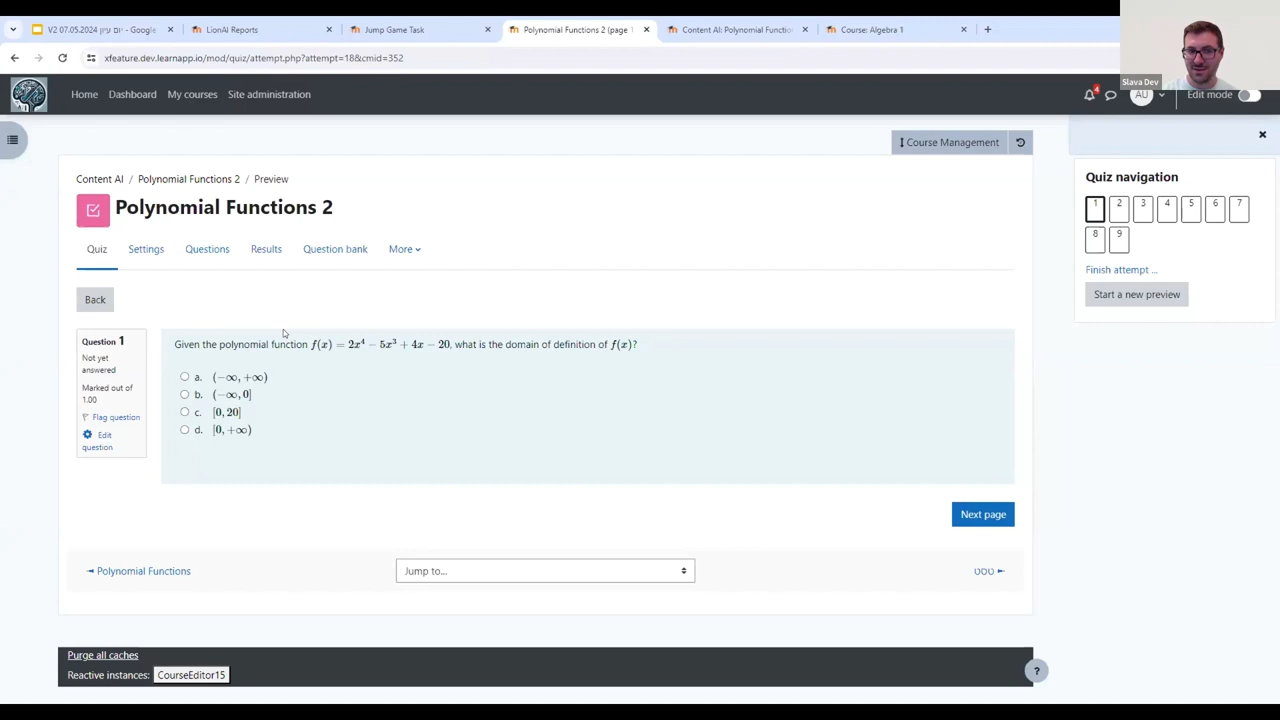 V2 07.05.2024 יום עיון - Google
LionAI Reports
Jump Game Task
Polynomial Functions 2 (page 1
Content AI: Polynomial Functio
Course: Algebra 1
xfeature.dev.learnapp.io/mod/quiz/attempt.php?attempt=18&cmid=352
Slava Dev
Home Dashboard My courses Site administration
4
AU
Edit mode
Course Management
Content AI / Polynomial Functions 2 / Preview
Polynomial Functions 2
Quiz Settings Questions Results Question bank More
Back
Question 1
Not yet
answered
Marked out of
1.00
Flag question
Edit
question
Given the polynomial function f(x) = 2x⁴ − 5x³ + 4x − 20, what is the domain of definition of f(x)?
a. (−∞, +∞)
b. (−∞, 0]
c. [0, 20]
d. [0, +∞)
Next page
Polynomial Functions
Jump to...
ססס
Quiz navigation
1 2 3 4 5 6 7
8 9
Finish attempt ...
Start a new preview
Purge all caches
Reactive instances: CourseEditor15
?